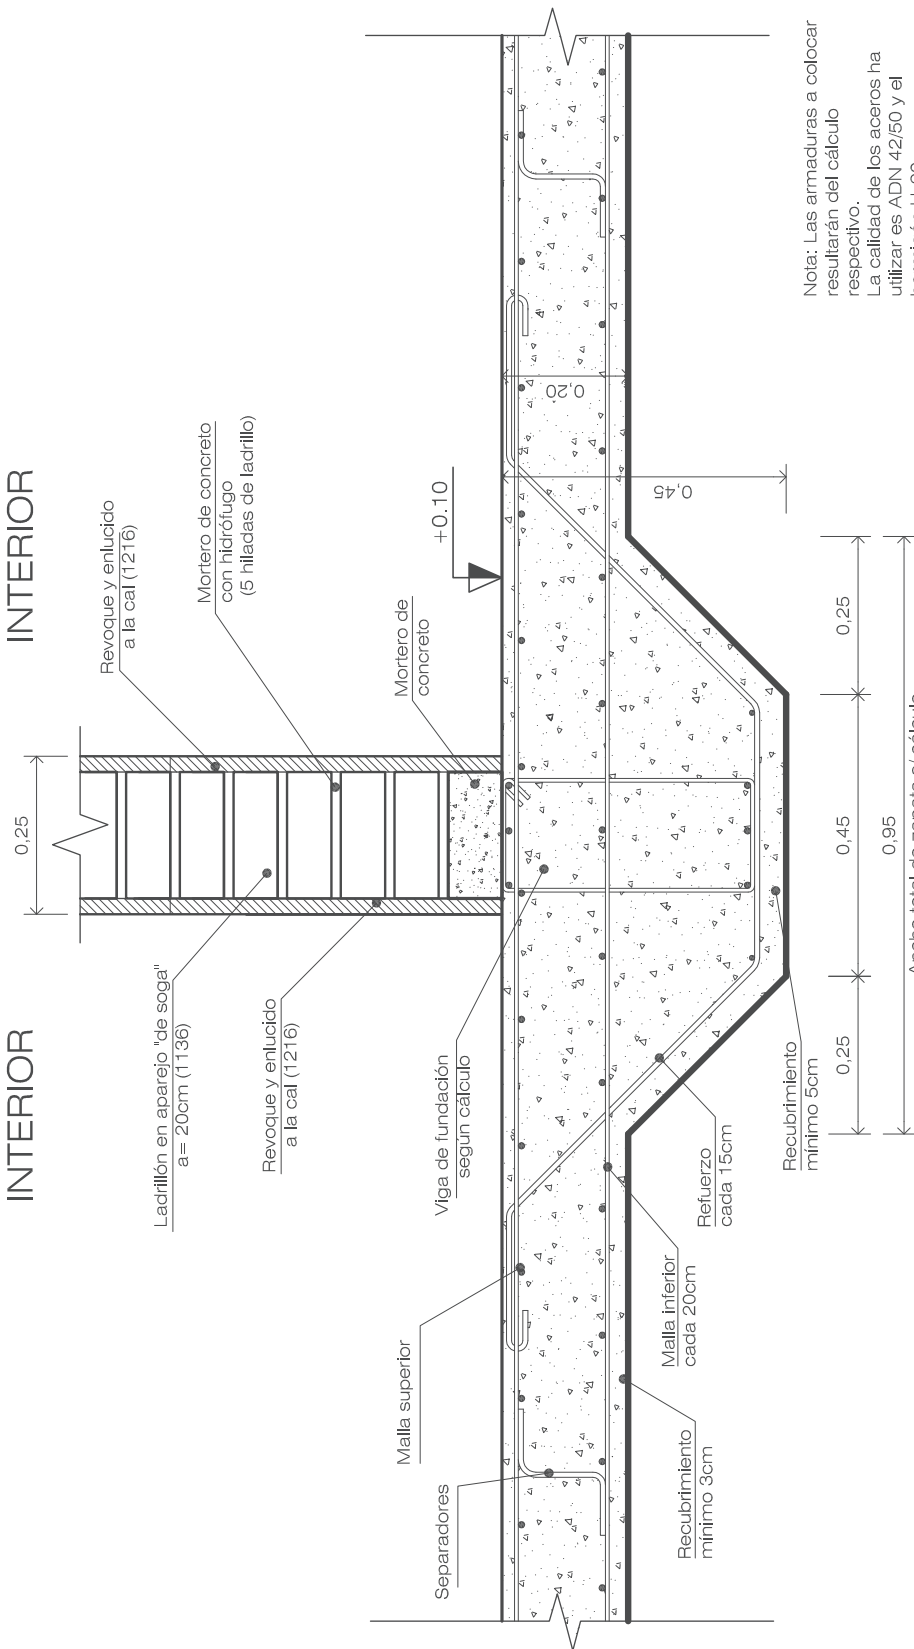 INTERIOR
INTERIOR
0,25
Ladrillón en aparejo "de soga"
a= 20cm (1136)
Revoque y enlucido
a la cal (1216)
Revoque y enlucido
a la cal (1216)
Mortero de concreto
con hidrófugo
(5 hiladas de ladrillo)
Mortero de
concreto
+0.10
Viga de fundación
según calculo
Malla superior
Separadores
0,20
0,45
Recubrimiento
mínimo 3cm
Malla inferior
cada 20cm
Refuerzo
cada 15cm
Recubrimiento
mínimo 5cm
0,25
0,45
0,25
0,95
Nota: Las armaduras a colocar
resultarán del cálculo
respectivo.
La calidad de los aceros ha
utilizar es ADN 42/50 y el